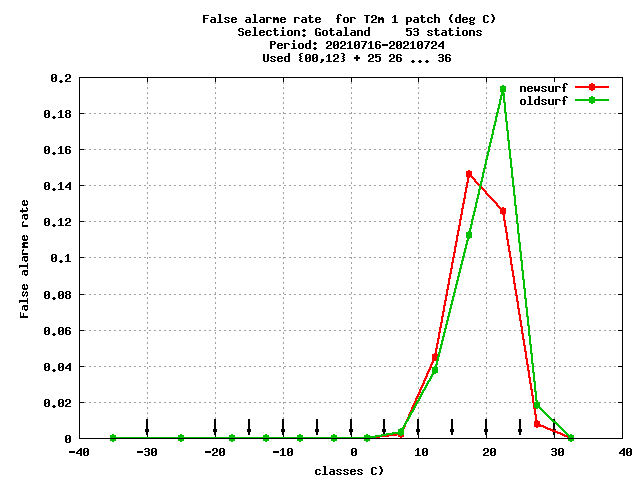 False alarme rate  for T2m 1 patch (deg C)
Selection: Gotaland     53 stations
Period: 20210716-20210724
Used {00,12} + 25 26 ... 36
newsurf
oldsurf
False alarme rate
0.2
0.18
0.16
0.14
0.12
0.1
0.08
0.06
0.04
0.02
0
-40 -30 -20 -10 0 10 20 30 40
classes C)